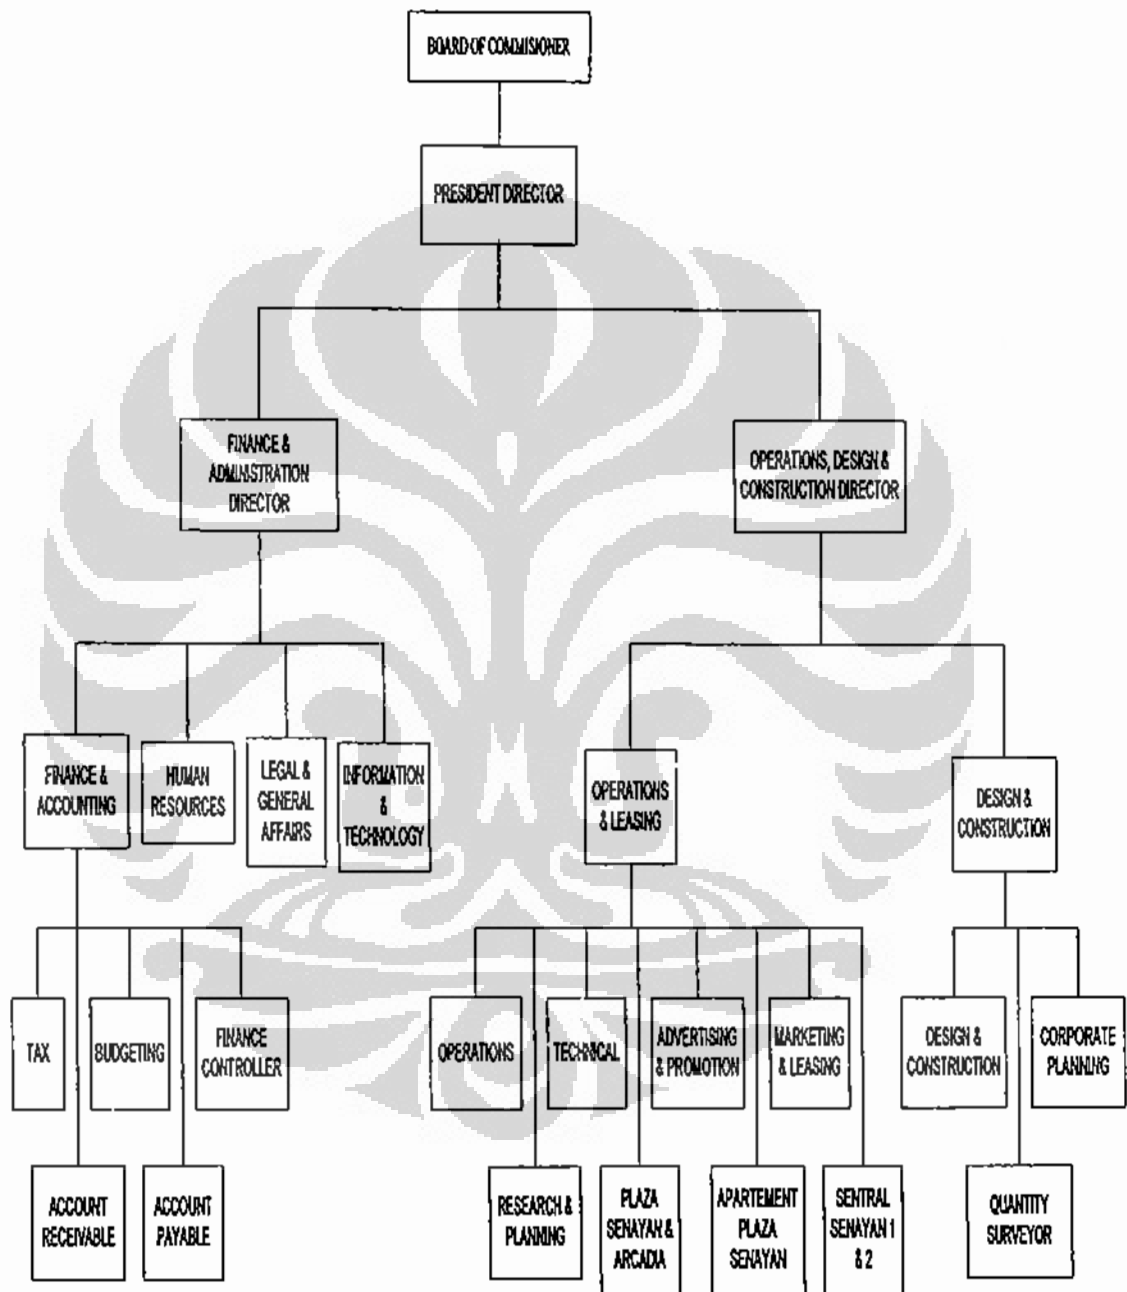 BOARD OF COMMISIONER
PRESIDENT DIRECTOR
FINANCE &
ADMINISTRATION
DIRECTOR
OPERATIONS, DESIGN &
CONSTRUCTION DIRECTOR
FINANCE &
ACCOUNTING
HUMAN
RESOURCES
LEGAL &
GENERAL
AFFAIRS
INFORMATION
&
TECHNOLOGY
OPERATIONS
& LEASING
DESIGN &
CONSTRUCTION
TAX
BUDGETING
FINANCE
CONTROLLER
OPERATIONS
TECHNICAL
ADVERTISING
& PROMOTION
MARKETING
& LEASING
DESIGN &
CONSTRUCTION
CORPORATE
PLANNING
ACCOUNT
RECEIVABLE
ACCOUNT
PAYABLE
RESEARCH &
PLANNING
PLAZA
SENAYAN &
ARCADIA
APARTEMENT
PLAZA
SENAYAN
SENTRAL
SENAYAN 1
& 2
QUANTITY
SURVEYOR